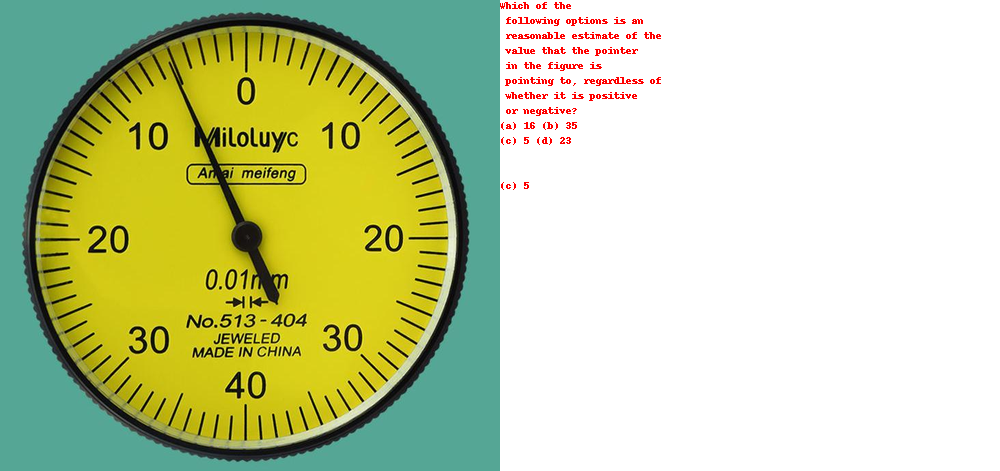 0
10 Miloluyc 10
An ai meifeng
20 20
0.01mm
No.513-404
30 JEWELED 30
MADE IN CHINA
40
Which of the
following options is an
reasonable estimate of the
value that the pointer
in the figure is
pointing to, regardless of
whether it is positive
or negative?
(a) 16 (b) 35
(c) 5 (d) 23
(c) 5